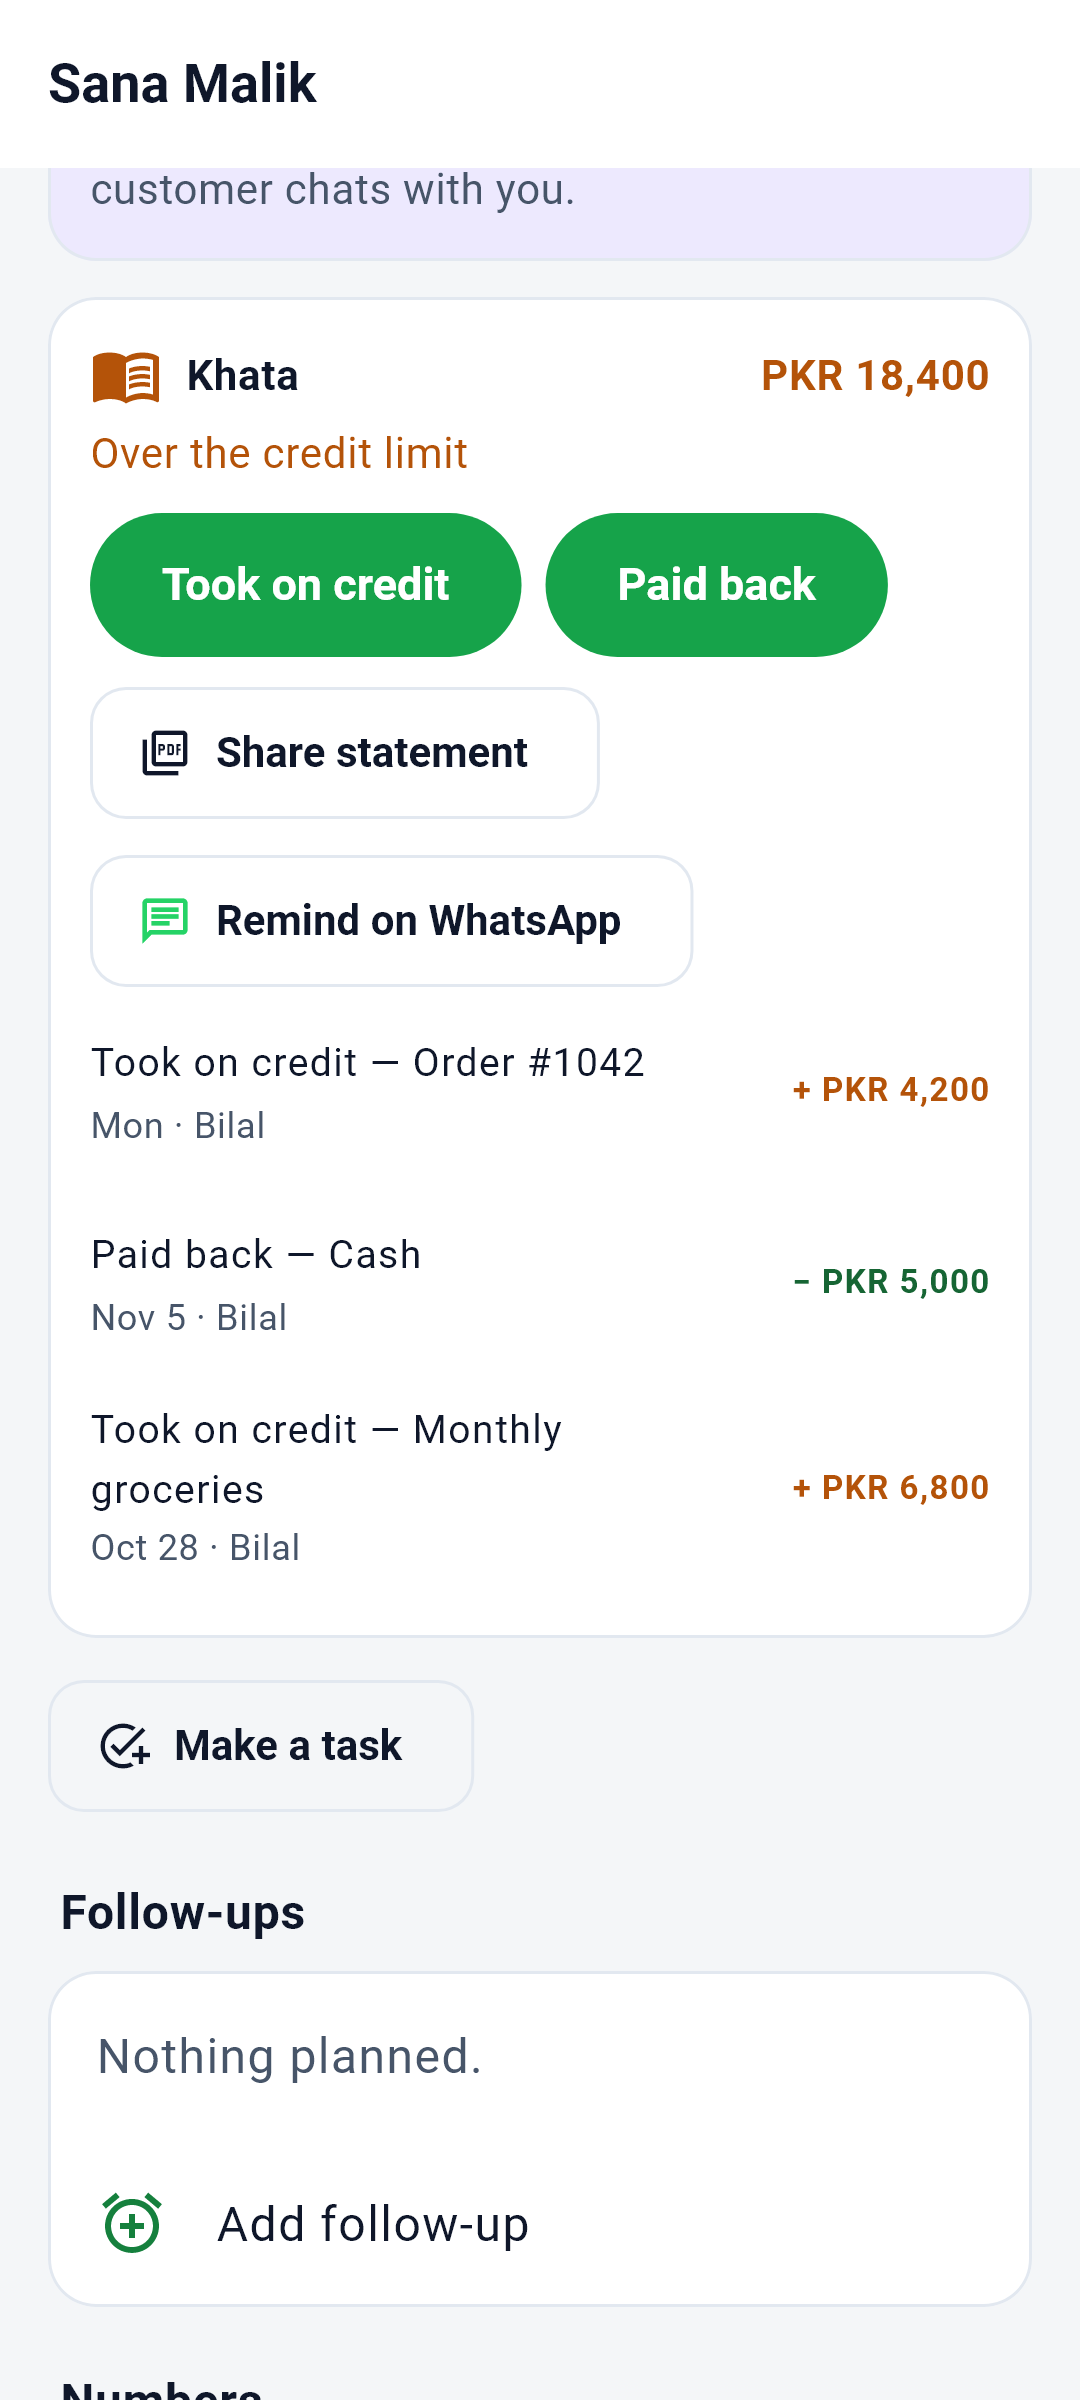 Sana Malik
customer chats with you.
Khata
PKR 18,400
Over the credit limit
Took on credit
Paid back
PDF
Share statement
Remind on WhatsApp
Took on credit — Order #1042
+ PKR 4,200
Mon · Bilal
Paid back — Cash
− PKR 5,000
Nov 5 · Bilal
Took on credit — Monthly
groceries
+ PKR 6,800
Oct 28 · Bilal
Make a task
Follow-ups
Nothing planned.
Add follow-up
Numbers